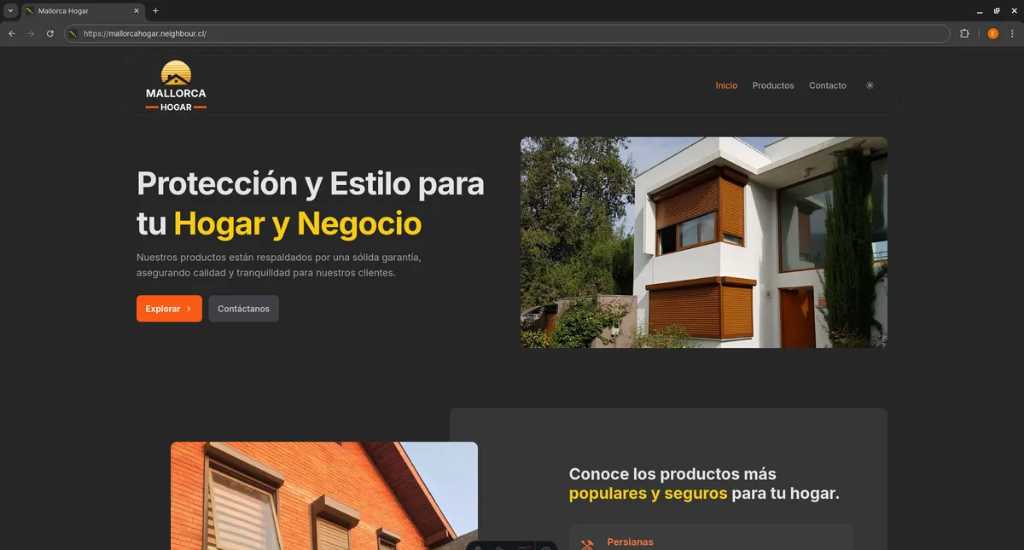 Mallorca Hogar
https://mallorcahogar.neighbour.cl/
MALLORCA
HOGAR
Inicio
Productos
Contacto
Protección y Estilo para
tu Hogar y Negocio
Nuestros productos están respaldados por una sólida garantía,
asegurando calidad y tranquilidad para nuestros clientes.
Explorar
Contáctanos
Conoce los productos más
populares y seguros para tu hogar.
Persianas